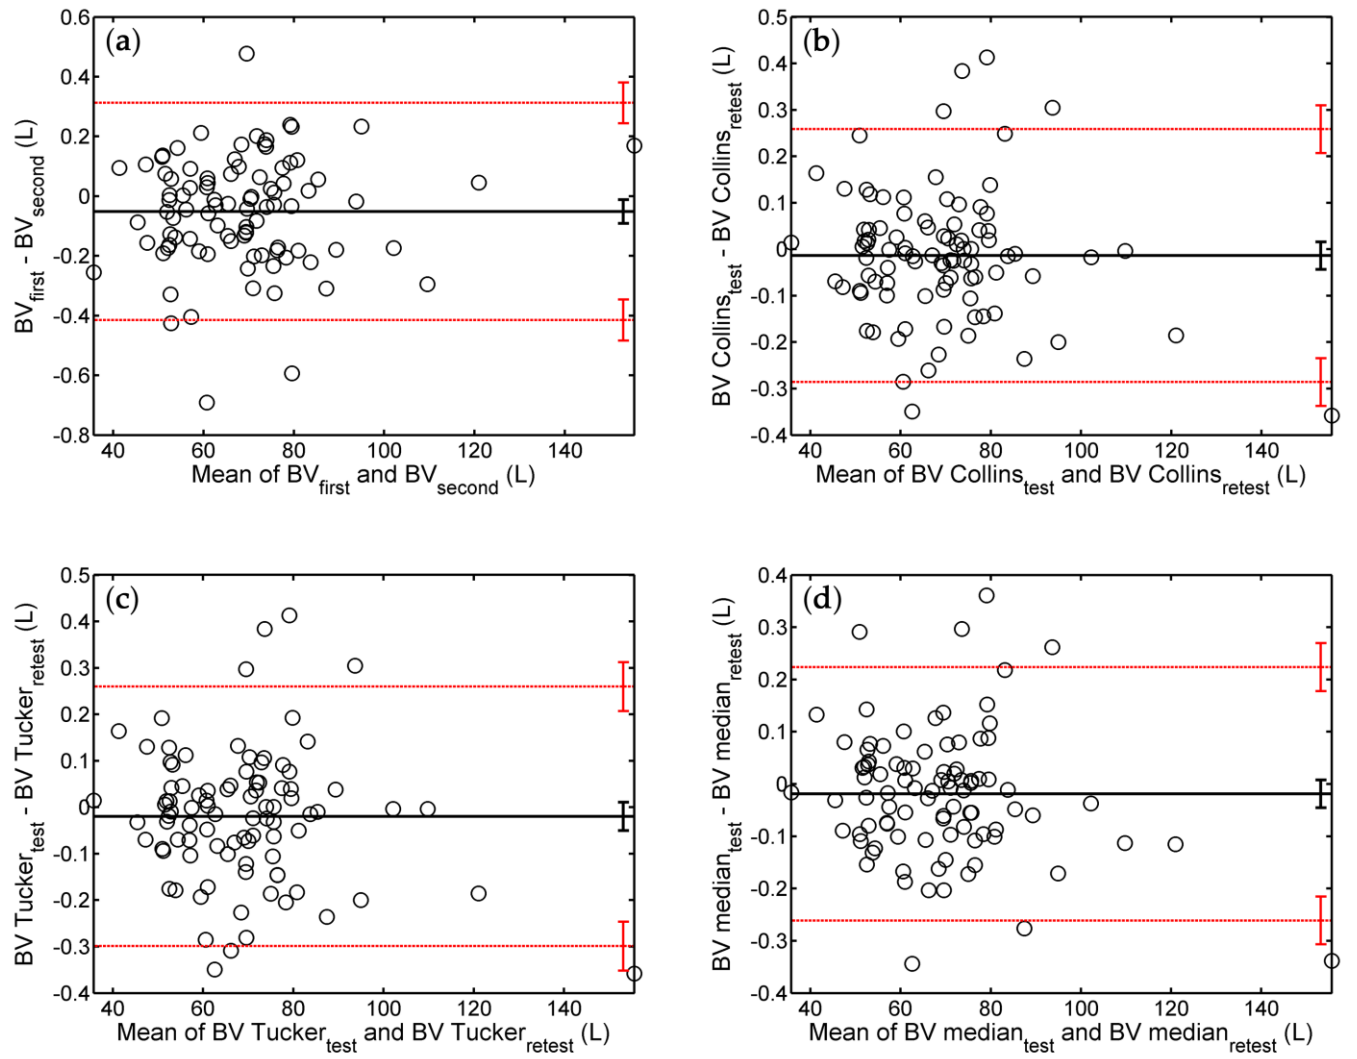 (a)
0.6
0.4
0.2
0
-0.2
-0.4
-0.6
-0.8
BVfirst - BVsecond (L)
40 60 80 100 120 140
Mean of BVfirst and BVsecond (L)
(b)
0.5
0.4
0.3
0.2
0.1
0
-0.1
-0.2
-0.3
-0.4
BV Collinstest - BV Collinsretest (L)
40 60 80 100 120 140
Mean of BV Collinstest and BV Collinsretest (L)
(c)
0.5
0.4
0.3
0.2
0.1
0
-0.1
-0.2
-0.3
-0.4
BV Tuckertest - BV Tuckerretest (L)
40 60 80 100 120 140
Mean of BV Tuckertest and BV Tuckerretest (L)
(d)
0.4
0.3
0.2
0.1
0
-0.1
-0.2
-0.3
-0.4
BV mediantest - BV medianretest (L)
40 60 80 100 120 140
Mean of BV mediantest and BV medianretest (L)